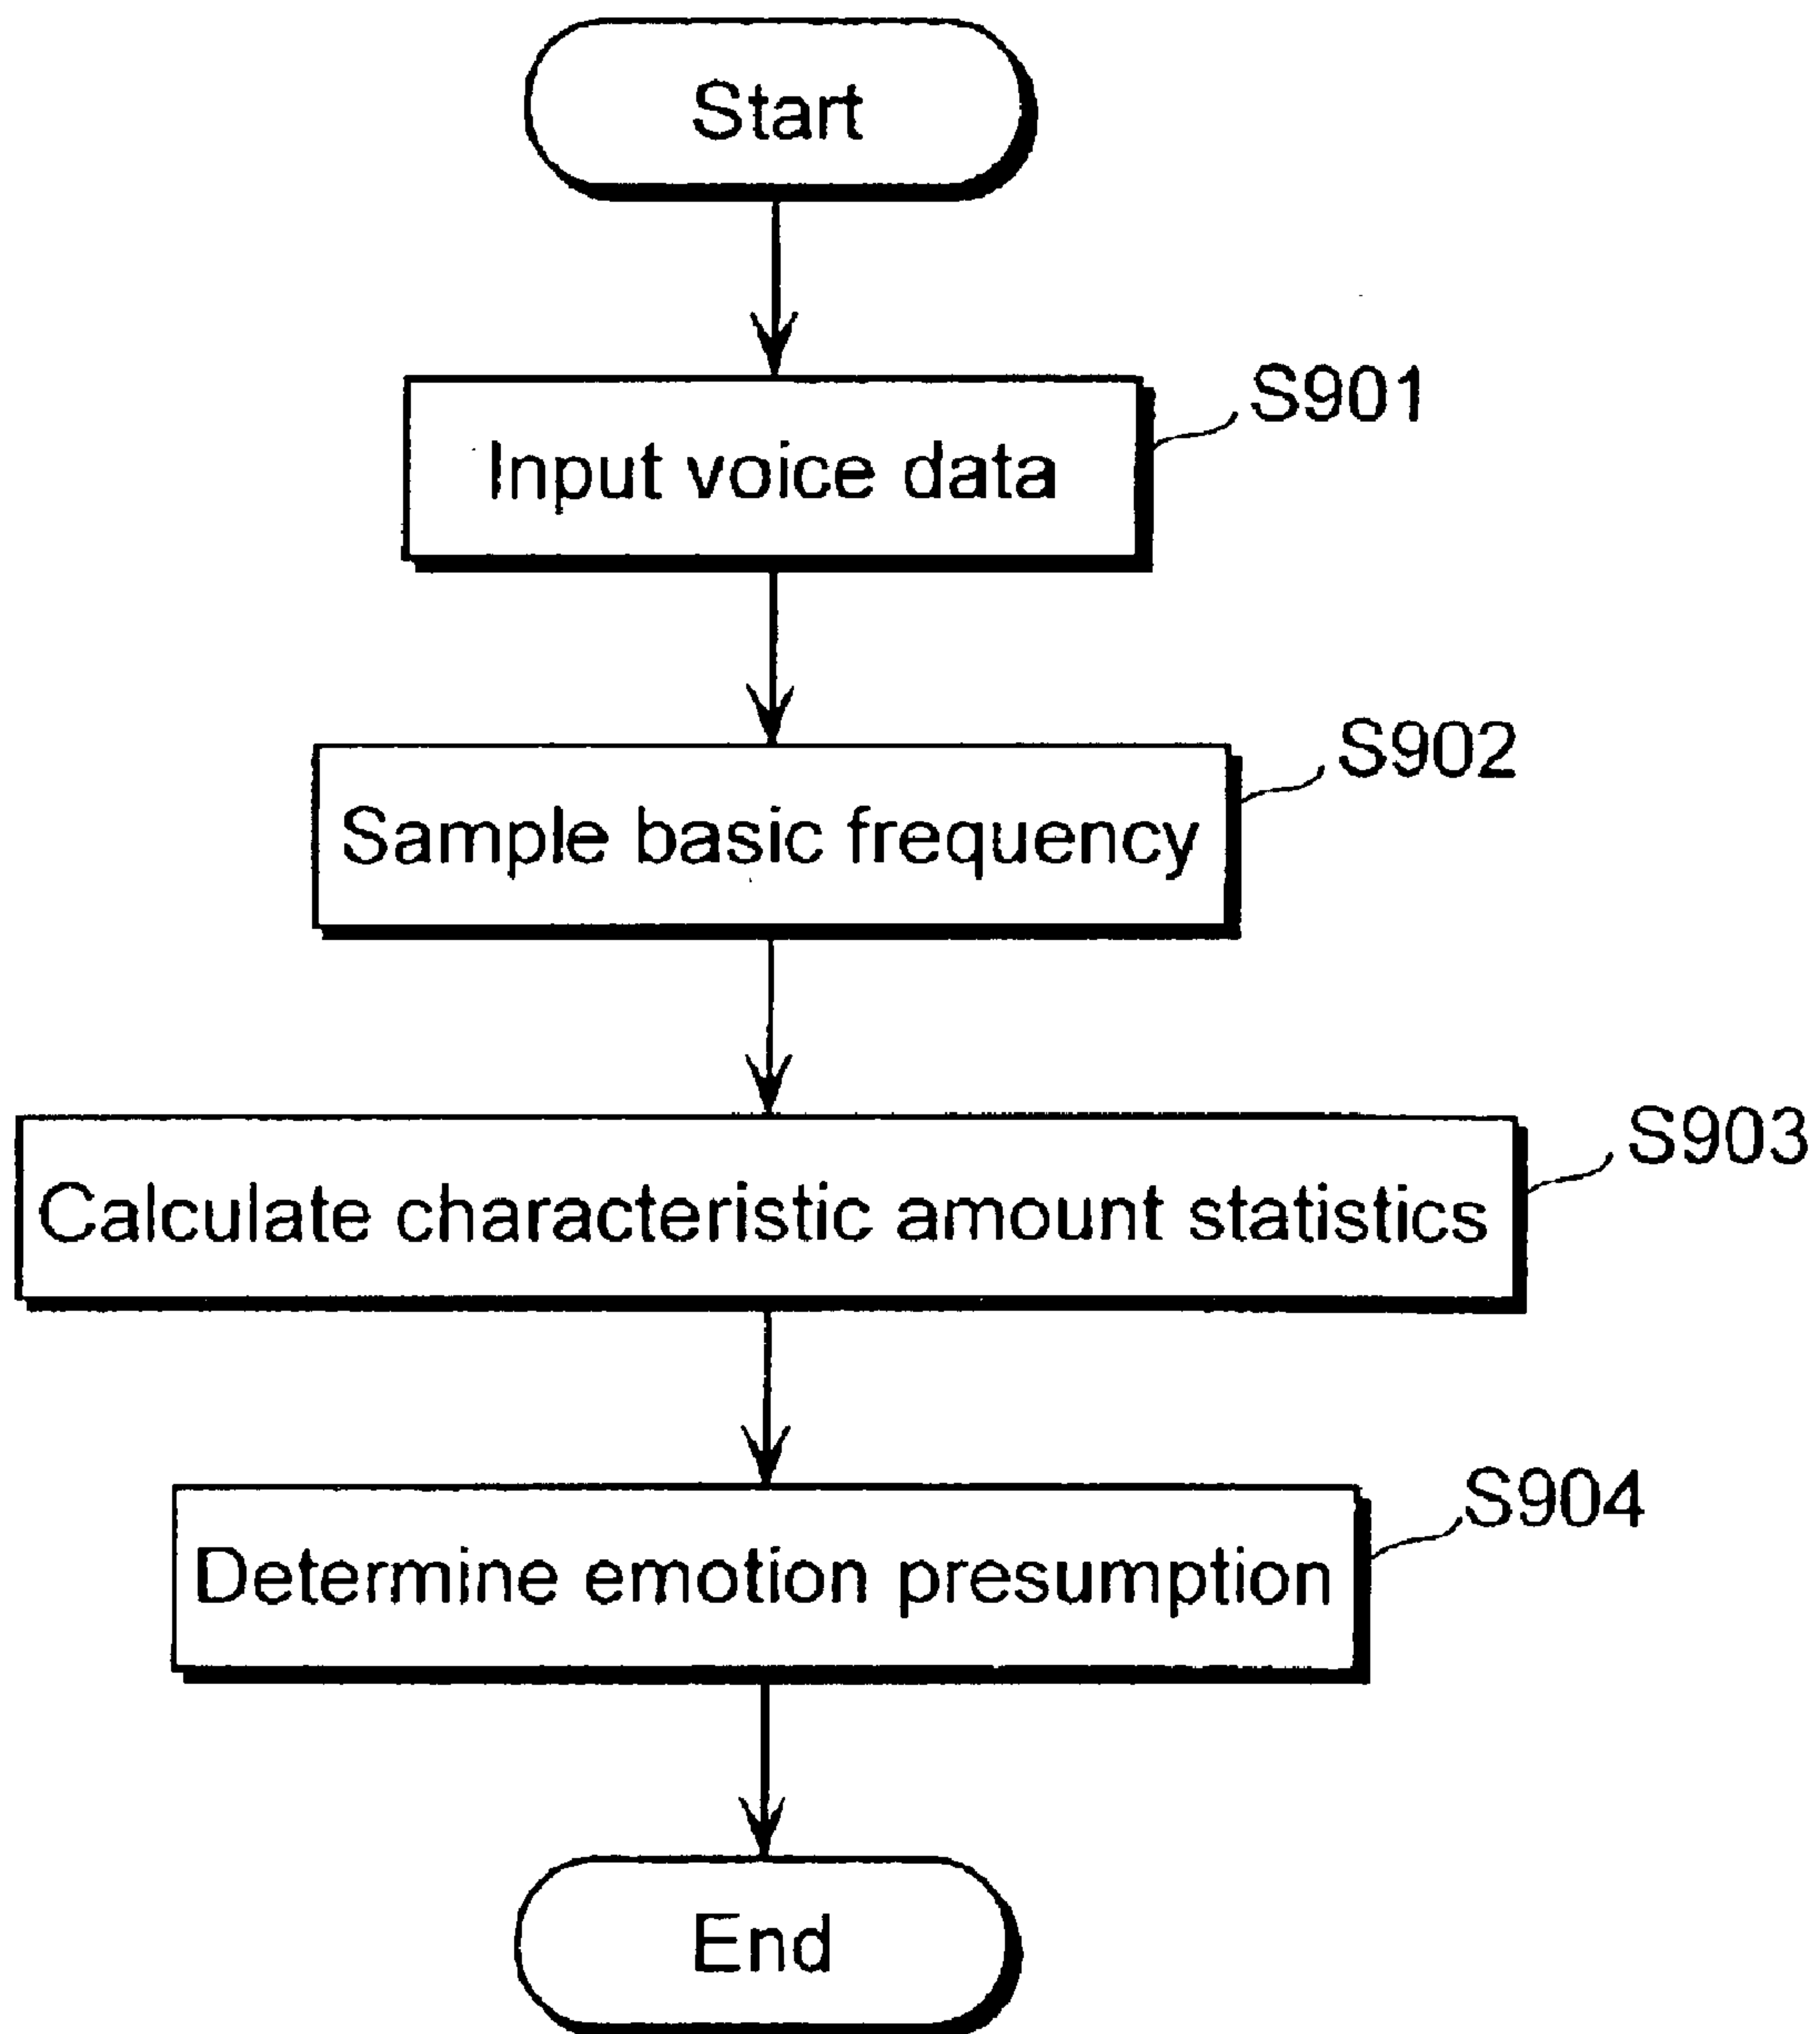 Start
S901
Input voice data
S902
Sample basic frequency
S903
Calculate characteristic amount statistics
S904
Determine emotion presumption
End